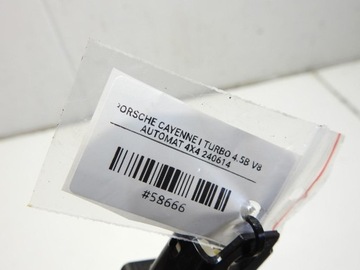 PORSCHE CAYENNE I TURBO 4.5B V8
AUTOMAT 4X4 240614
#58666